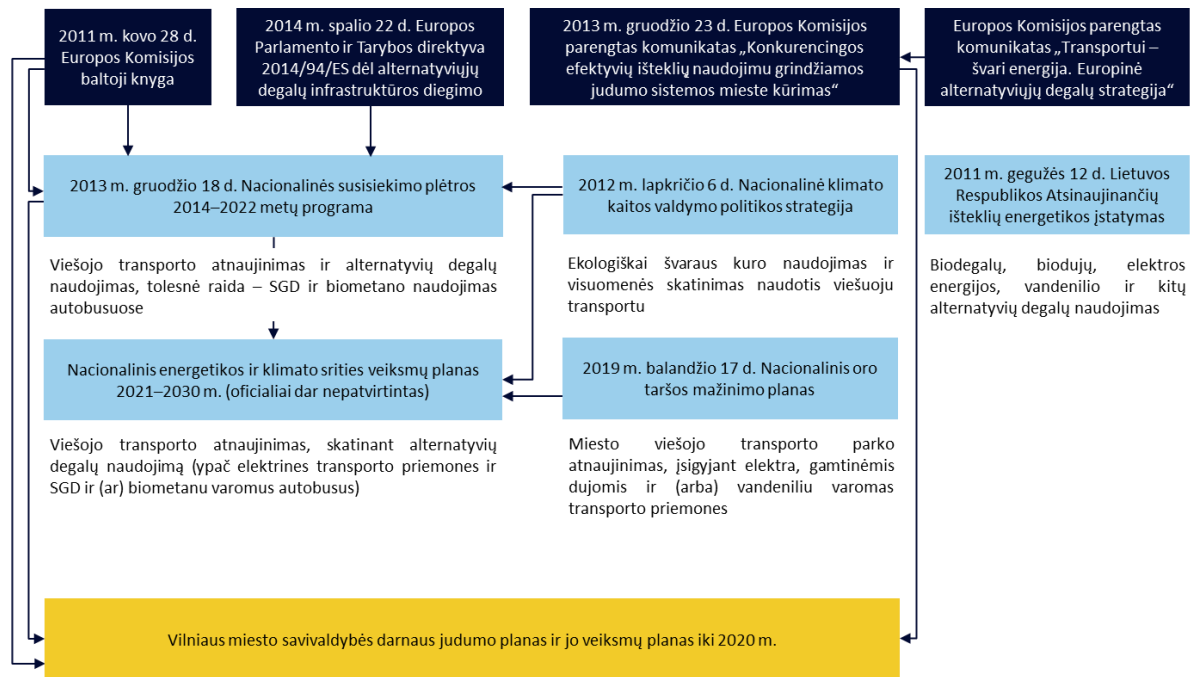 2011 m. kovo 28 d.
Europos Komisijos
baltoji knyga
2014 m. spalio 22 d. Europos
Parlamento ir Tarybos direktyva
2014/94/ES dėl alternatyviųjų
degalų infrastruktūros diegimo
2013 m. gruodžio 23 d. Europos Komisijos
parengtas komunikatas „Konkurencingos
efektyvių išteklių naudojimu grindžiamos
judumo sistemos mieste kūrimas“
Europos Komisijos parengtas
komunikatas „Transportui –
švari energija. Europinė
alternatyviųjų degalų strategija“
2013 m. gruodžio 18 d. Nacionalinės susisiekimo plėtros
2014–2022 metų programa
2012 m. lapkričio 6 d. Nacionalinė klimato
kaitos valdymo politikos strategija
2011 m. gegužės 12 d. Lietuvos
Respublikos Atsinaujinančių
išteklių energetikos įstatymas
Viešojo transporto atnaujinimas ir alternatyvių degalų
naudojimas, tolesnė raida – SGD ir biometano naudojimas
autobusuose
Ekologiškai švaraus kuro naudojimas ir
visuomenės skatinimas naudotis viešuoju
transportu
Biodegalų, biodujų, elektros
energijos, vandenilio ir kitų
alternatyvių degalų naudojimas
Nacionalinis energetikos ir klimato srities veiksmų planas
2021–2030 m. (oficialiai dar nepatvirtintas)
2019 m. balandžio 17 d. Nacionalinis oro
taršos mažinimo planas
Viešojo transporto atnaujinimas, skatinant alternatyvių
degalų naudojimą (ypač elektrines transporto priemones ir
SGD ir (ar) biometanu varomus autobusus)
Miesto viešojo transporto parko
atnaujinimas, įsigyjant elektra, gamtinėmis
dujomis ir (arba) vandeniliu varomas
transporto priemones
Vilniaus miesto savivaldybės darnaus judumo planas ir jo veiksmų planas iki 2020 m.